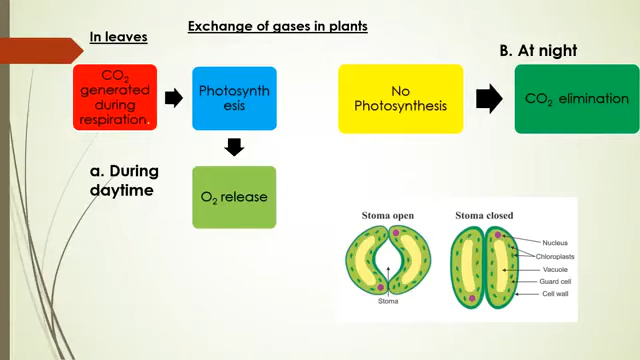 Exchange of gases in plants
In leaves
CO2
generated
during
respiration.
Photosynth
esis
a. During
daytime
O2 release
B. At night
No
Photosynthesis
CO2 elimination
Stoma open
Stoma closed
Stoma
Nucleus
Chloroplasts
Vacuole
Guard cell
Cell wall